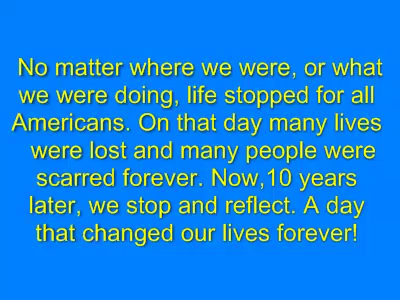 No matter where we were, or what
we were doing, life stopped for all
Americans. On that day many lives
were lost and many people were
scarred forever. Now,10 years
later, we stop and reflect. A day
that changed our lives forever!